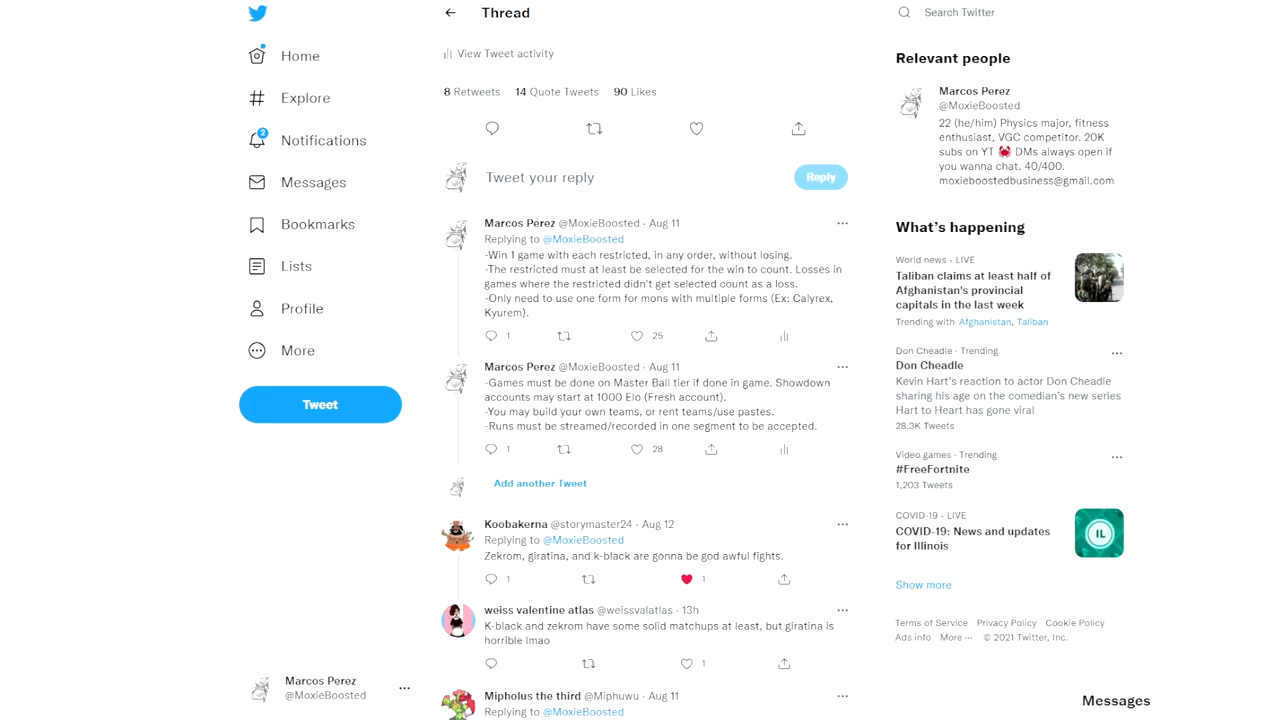 Home
Explore
2
Notifications
Messages
Bookmarks
Lists
Profile
More
Tweet
Marcos Perez
@MoxieBoosted
Thread
View Tweet activity
8 Retweets 14 Quote Tweets 90 Likes
Tweet your reply
Reply
Marcos Perez @MoxieBoosted · Aug 11
Replying to @MoxieBoosted
-Win 1 game with each restricted, in any order, without losing.
-The restricted must at least be selected for the win to count. Losses in
games where the restricted didn't get selected count as a loss.
-Only need to use one form for mons with multiple forms (Ex: Calyrex,
Kyurem).
1 25
Marcos Perez @MoxieBoosted · Aug 11
-Games must be done on Master Ball tier if done in game. Showdown
accounts may start at 1000 Elo (Fresh account).
-You may build your own teams, or rent teams/use pastes.
-Runs must be streamed/recorded in one segment to be accepted.
1 28
Add another Tweet
Koobakerna @storymaster24 · Aug 12
Replying to @MoxieBoosted
Zekrom, giratina, and k-black are gonna be god awful fights.
1 1
weiss valentine atlas @weissvalatlas · 13h
K-black and zekrom have some solid matchups at least, but giratina is
horrible lmao
1
Mipholus the third @Miphuwu · Aug 11
Replying to @MoxieBoosted
Search Twitter
Relevant people
Marcos Perez
@MoxieBoosted
22 (he/him) Physics major, fitness
enthusiast, VGC competitor. 20K
subs on YT 🦀 DMs always open if
you wanna chat. 40/400.
moxieboostedbusiness@gmail.com
What's happening
World news · LIVE
Taliban claims at least half of
Afghanistan's provincial
capitals in the last week
Trending with Afghanistan, Taliban
Don Cheadle · Trending
Don Cheadle
Kevin Hart's reaction to actor Don Cheadle
sharing his age on the comedian's new series
Hart to Heart has gone viral
28.3K Tweets
Video games · Trending
#FreeFortnite
1,203 Tweets
COVID-19 · LIVE
COVID-19: News and updates
for Illinois
IL
Show more
Terms of Service Privacy Policy Cookie Policy
Ads info More ··· © 2021 Twitter, Inc.
Messages